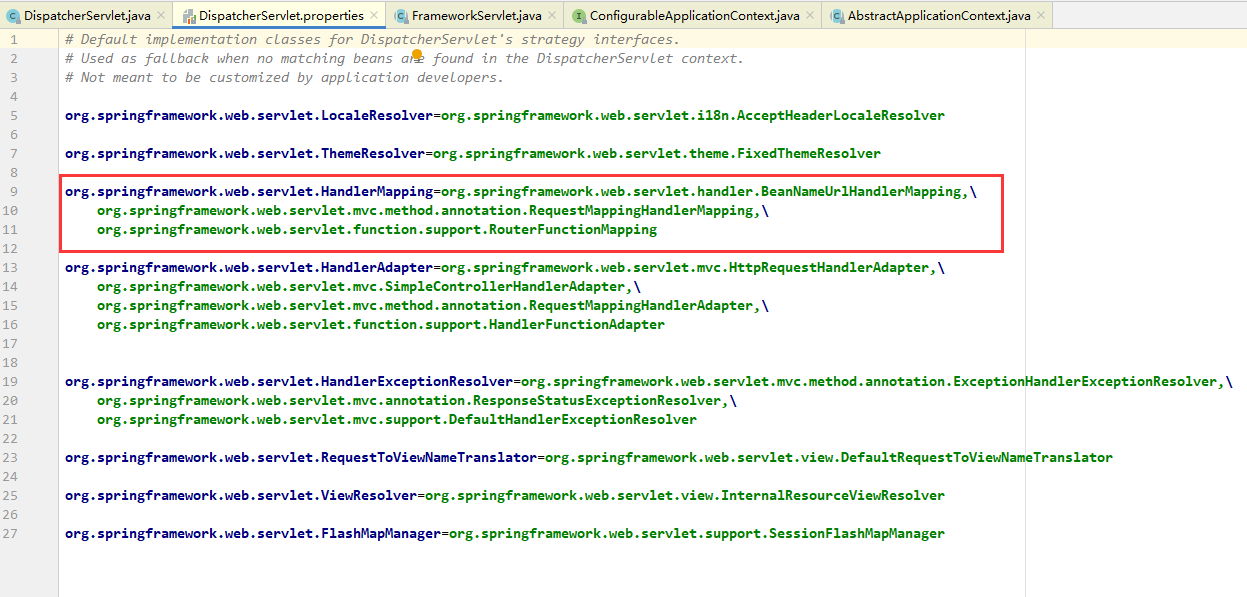 DispatcherServlet.java
DispatcherServlet.properties
FrameworkServlet.java
ConfigurableApplicationContext.java
AbstractApplicationContext.java
1 # Default implementation classes for DispatcherServlet's strategy interfaces.
2 # Used as fallback when no matching beans are found in the DispatcherServlet context.
3 # Not meant to be customized by application developers.
4
5 org.springframework.web.servlet.LocaleResolver=org.springframework.web.servlet.i18n.AcceptHeaderLocaleResolver
6
7 org.springframework.web.servlet.ThemeResolver=org.springframework.web.servlet.theme.FixedThemeResolver
8
9 org.springframework.web.servlet.HandlerMapping=org.springframework.web.servlet.handler.BeanNameUrlHandlerMapping,\
10 org.springframework.web.servlet.mvc.method.annotation.RequestMappingHandlerMapping,\
11 org.springframework.web.servlet.function.support.RouterFunctionMapping
12
13 org.springframework.web.servlet.HandlerAdapter=org.springframework.web.servlet.mvc.HttpRequestHandlerAdapter,\
14 org.springframework.web.servlet.mvc.SimpleControllerHandlerAdapter,\
15 org.springframework.web.servlet.mvc.method.annotation.RequestMappingHandlerAdapter,\
16 org.springframework.web.servlet.function.support.HandlerFunctionAdapter
17
18
19 org.springframework.web.servlet.HandlerExceptionResolver=org.springframework.web.servlet.mvc.method.annotation.ExceptionHandlerExceptionResolver,\
20 org.springframework.web.servlet.mvc.annotation.ResponseStatusExceptionResolver,\
21 org.springframework.web.servlet.mvc.support.DefaultHandlerExceptionResolver
22
23 org.springframework.web.servlet.RequestToViewNameTranslator=org.springframework.web.servlet.view.DefaultRequestToViewNameTranslator
24
25 org.springframework.web.servlet.ViewResolver=org.springframework.web.servlet.view.InternalResourceViewResolver
26
27 org.springframework.web.servlet.FlashMapManager=org.springframework.web.servlet.support.SessionFlashMapManager